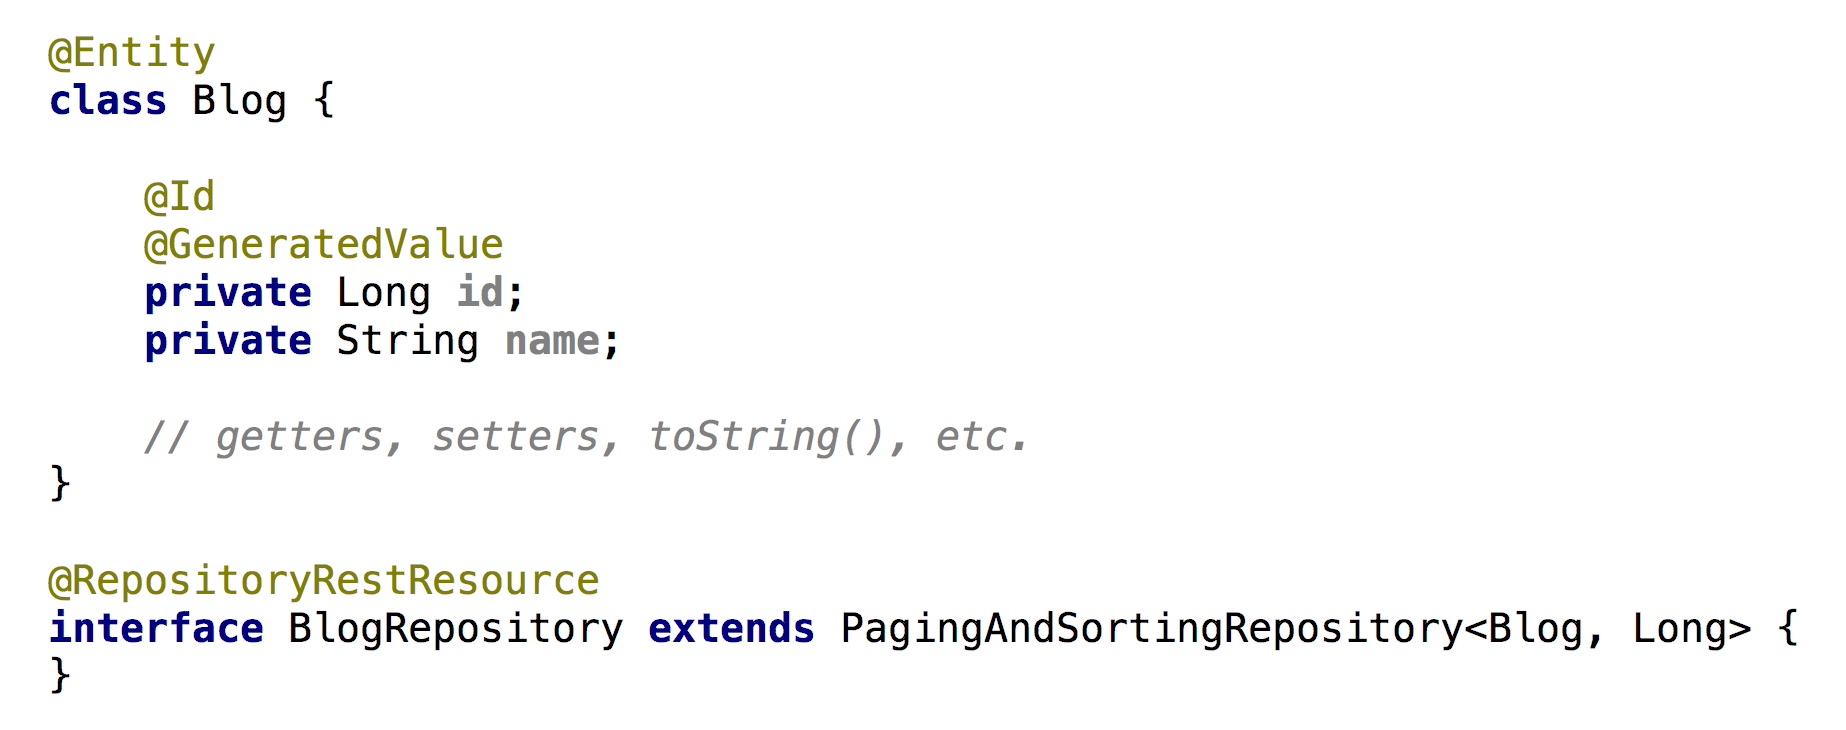 @Entity
class Blog {
@Id
@GeneratedValue
private Long id;
private String name;
// getters, setters, toString(), etc.
}
@RepositoryRestResource
interface BlogRepository extends PagingAndSortingRepository<Blog, Long> {
}